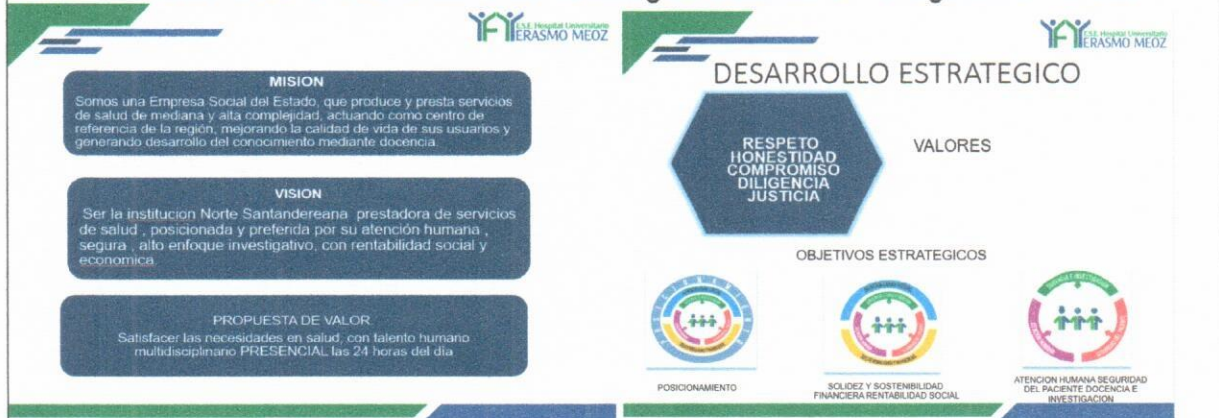 E.S.E. Hospital Universitario
ERASMO MEOZ
MISION
Somos una Empresa Social del Estado, que produce y presta servicios
de salud de mediana y alta complejidad, actuando como centro de
referencia de la región, mejorando la calidad de vida de sus usuarios y
generando desarrollo del conocimiento mediante docencia.
VISION
Ser la institucion Norte Santandereana prestadora de servicios
de salud , posicionada y preferida por su atención humana ,
segura , alto enfoque investigativo, con rentabilidad social y
economica.
PROPUESTA DE VALOR
Satisfacer las necesidades en salud, con talento humano
multidisciplinario PRESENCIAL las 24 horas del día
E.S.E. Hospital Universitario
ERASMO MEOZ
DESARROLLO ESTRATEGICO
RESPETO
HONESTIDAD
COMPROMISO
DILIGENCIA
JUSTICIA
VALORES
OBJETIVOS ESTRATEGICOS
POSICIONAMIENTO
POSICIONAMIENTO
SOLIDEZ Y SOSTENIBILIDAD
FINANCIERA RENTABILIDAD SOCIAL
ATENCION HUMANA SEGURIDAD
DEL PACIENTE DOCENCIA E
INVESTIGACION